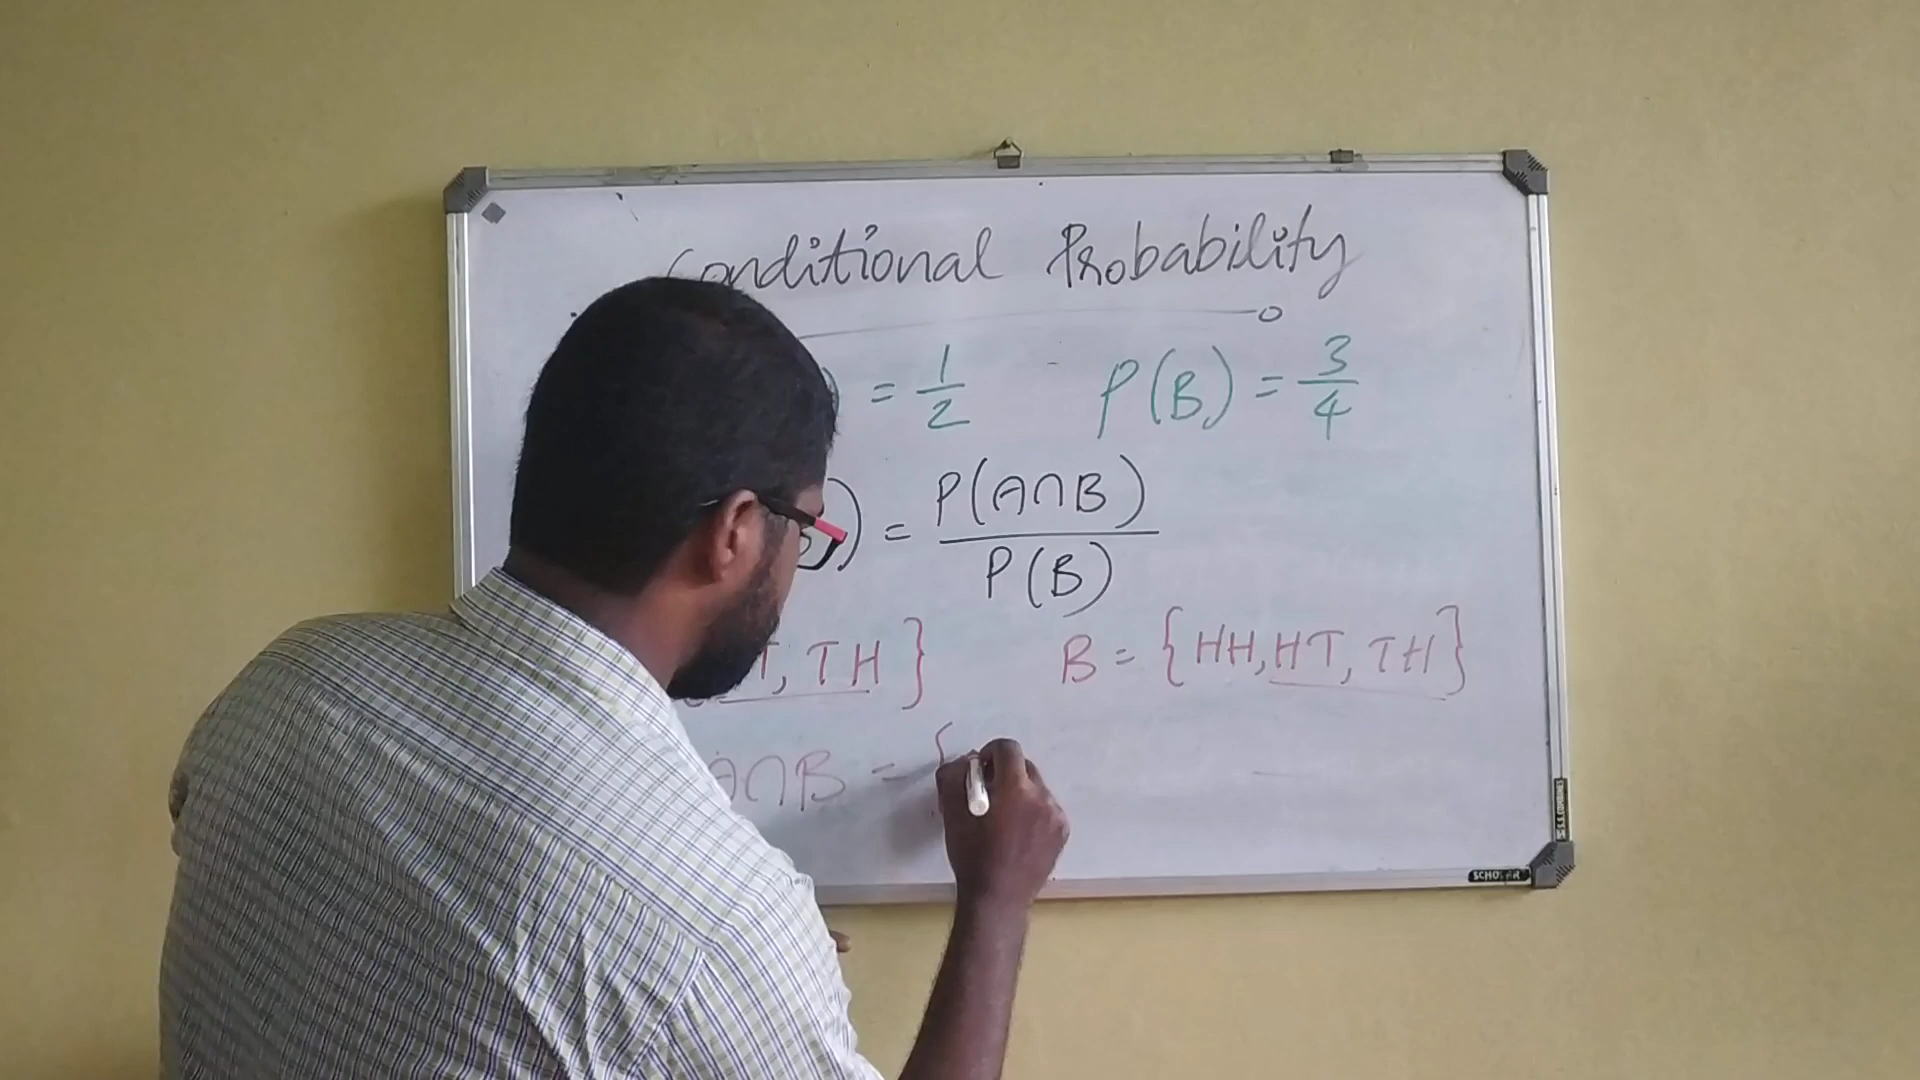 Conditional Probability
) = 1/2 P(B) = 3/4
) = P(A∩B) / P(B)
T, TH } B = {HH, HT, TH}
A∩B = {